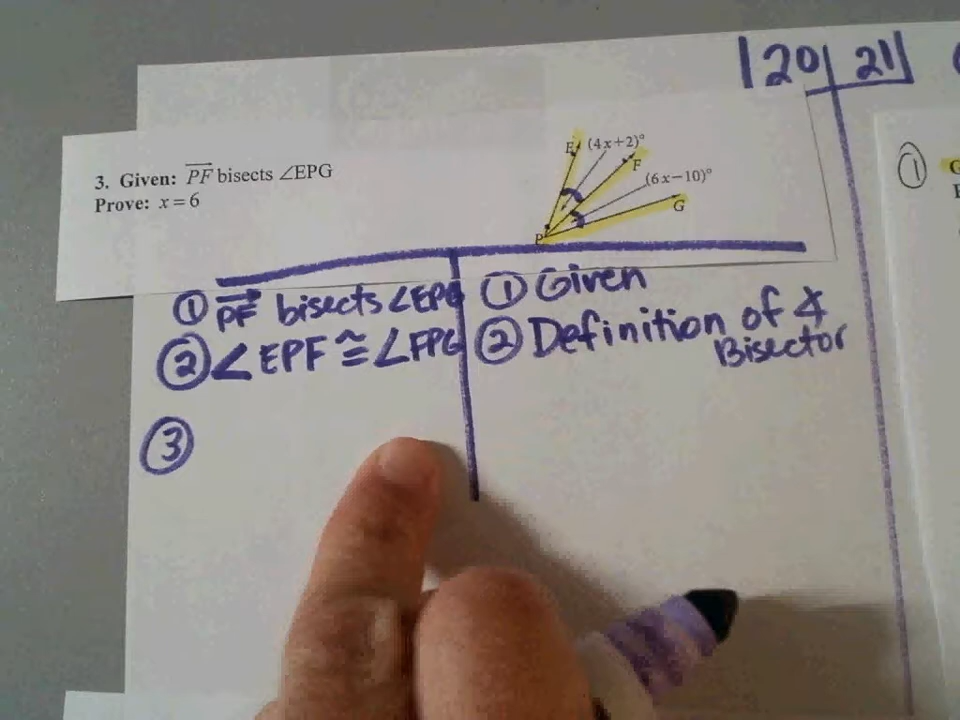 |20| 21|
3. Given: PF bisects ∠EPG
Prove: x = 6
E (4x+2)°
F
(6x−10)°
G
P
① PF bisects ∠EPG ① Given
② ∠EPF ≅ ∠FPG ② Definition of ∡
Bisector
③
①